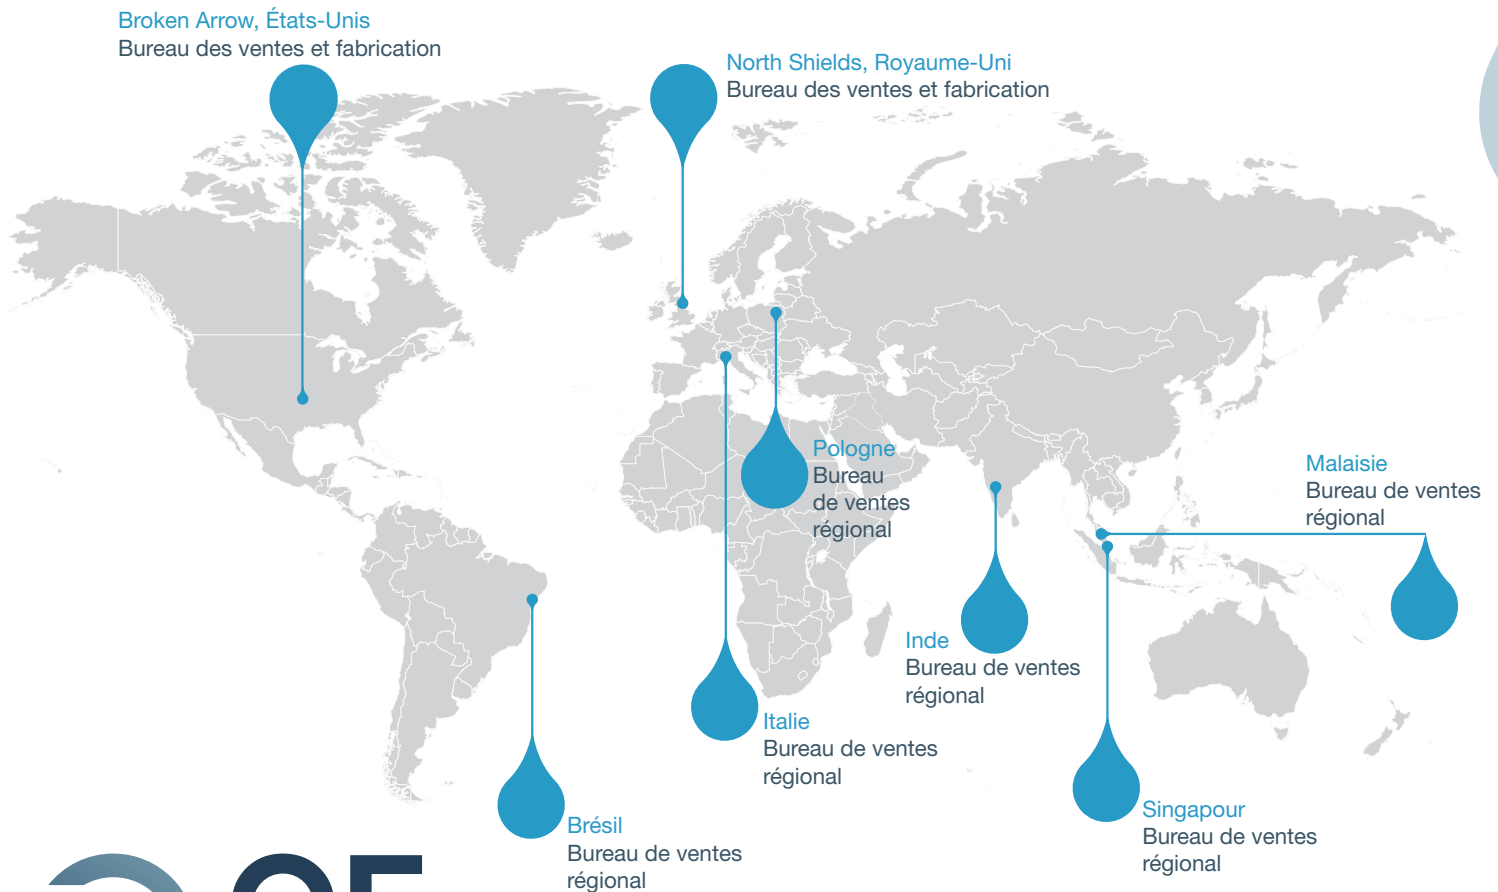 Broken Arrow, États-Unis
Bureau des ventes et fabrication
North Shields, Royaume-Uni
Bureau des ventes et fabrication
Pologne
Bureau
de ventes
régional
Malaisie
Bureau de ventes
régional
Inde
Bureau de ventes
régional
Italie
Bureau de ventes
régional
Singapour
Bureau de ventes
régional
Brésil
Bureau de ventes
régional